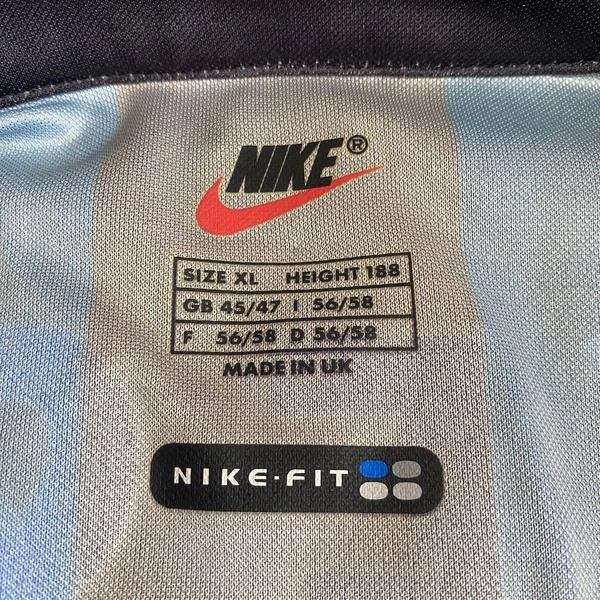 NIKE®
SIZE XL HEIGHT 188
GB 45/47 I 56/58
F 56/58 D 56/58
MADE IN UK
NIKE·FIT